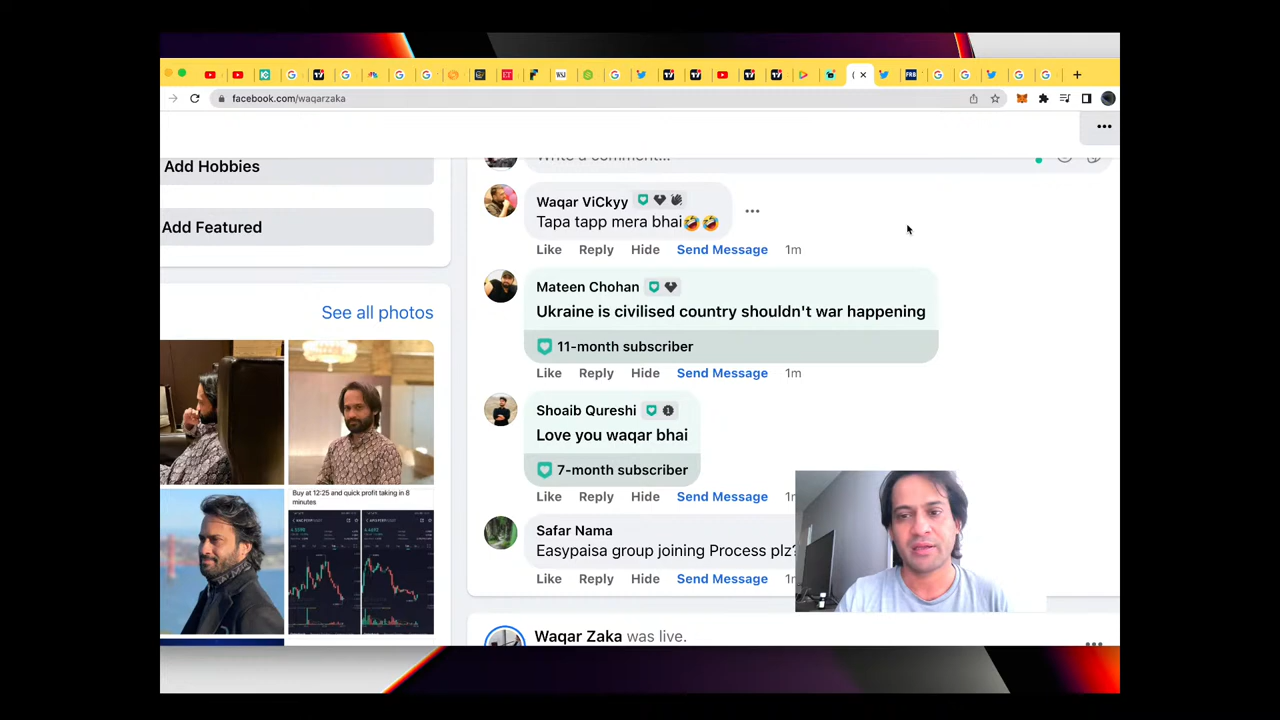 facebook.com/waqarzaka
Add Hobbies
Add Featured
See all photos
Buy at 12:25 and quick profit taking in 8
minutes
Write a comment...
Waqar ViCkyy
Tapa tapp mera bhai🤣🤣
Like Reply Hide Send Message 1m
Mateen Chohan
Ukraine is civilised country shouldn't war happening
11-month subscriber
Like Reply Hide Send Message 1m
Shoaib Qureshi
Love you waqar bhai
7-month subscriber
Like Reply Hide Send Message
Safar Nama
Easypaisa group joining Process plz?
Like Reply Hide Send Message
Waqar Zaka was live.